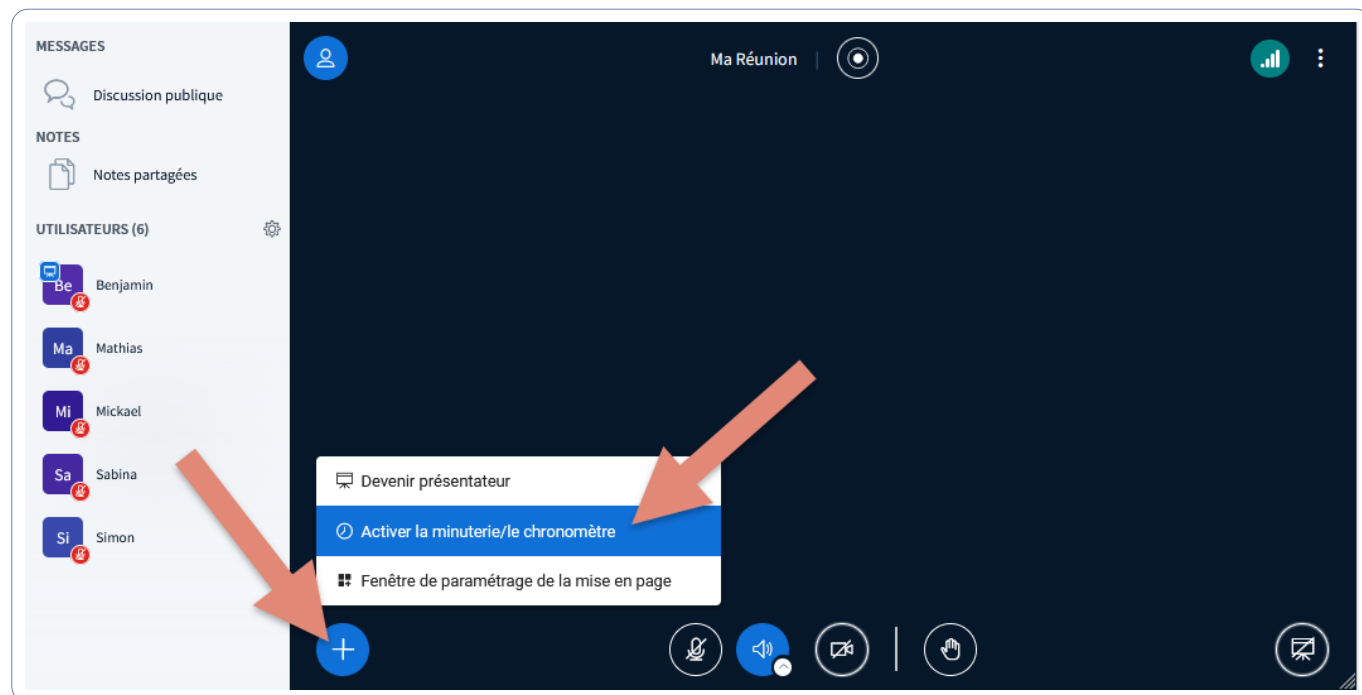 MESSAGES
Discussion publique
NOTES
Notes partagées
UTILISATEURS (6)
Be Benjamin
Ma Mathias
Mi Mickael
Sa Sabina
Si Simon
Ma Réunion
Devenir présentateur
Activer la minuterie/le chronomètre
Fenêtre de paramétrage de la mise en page